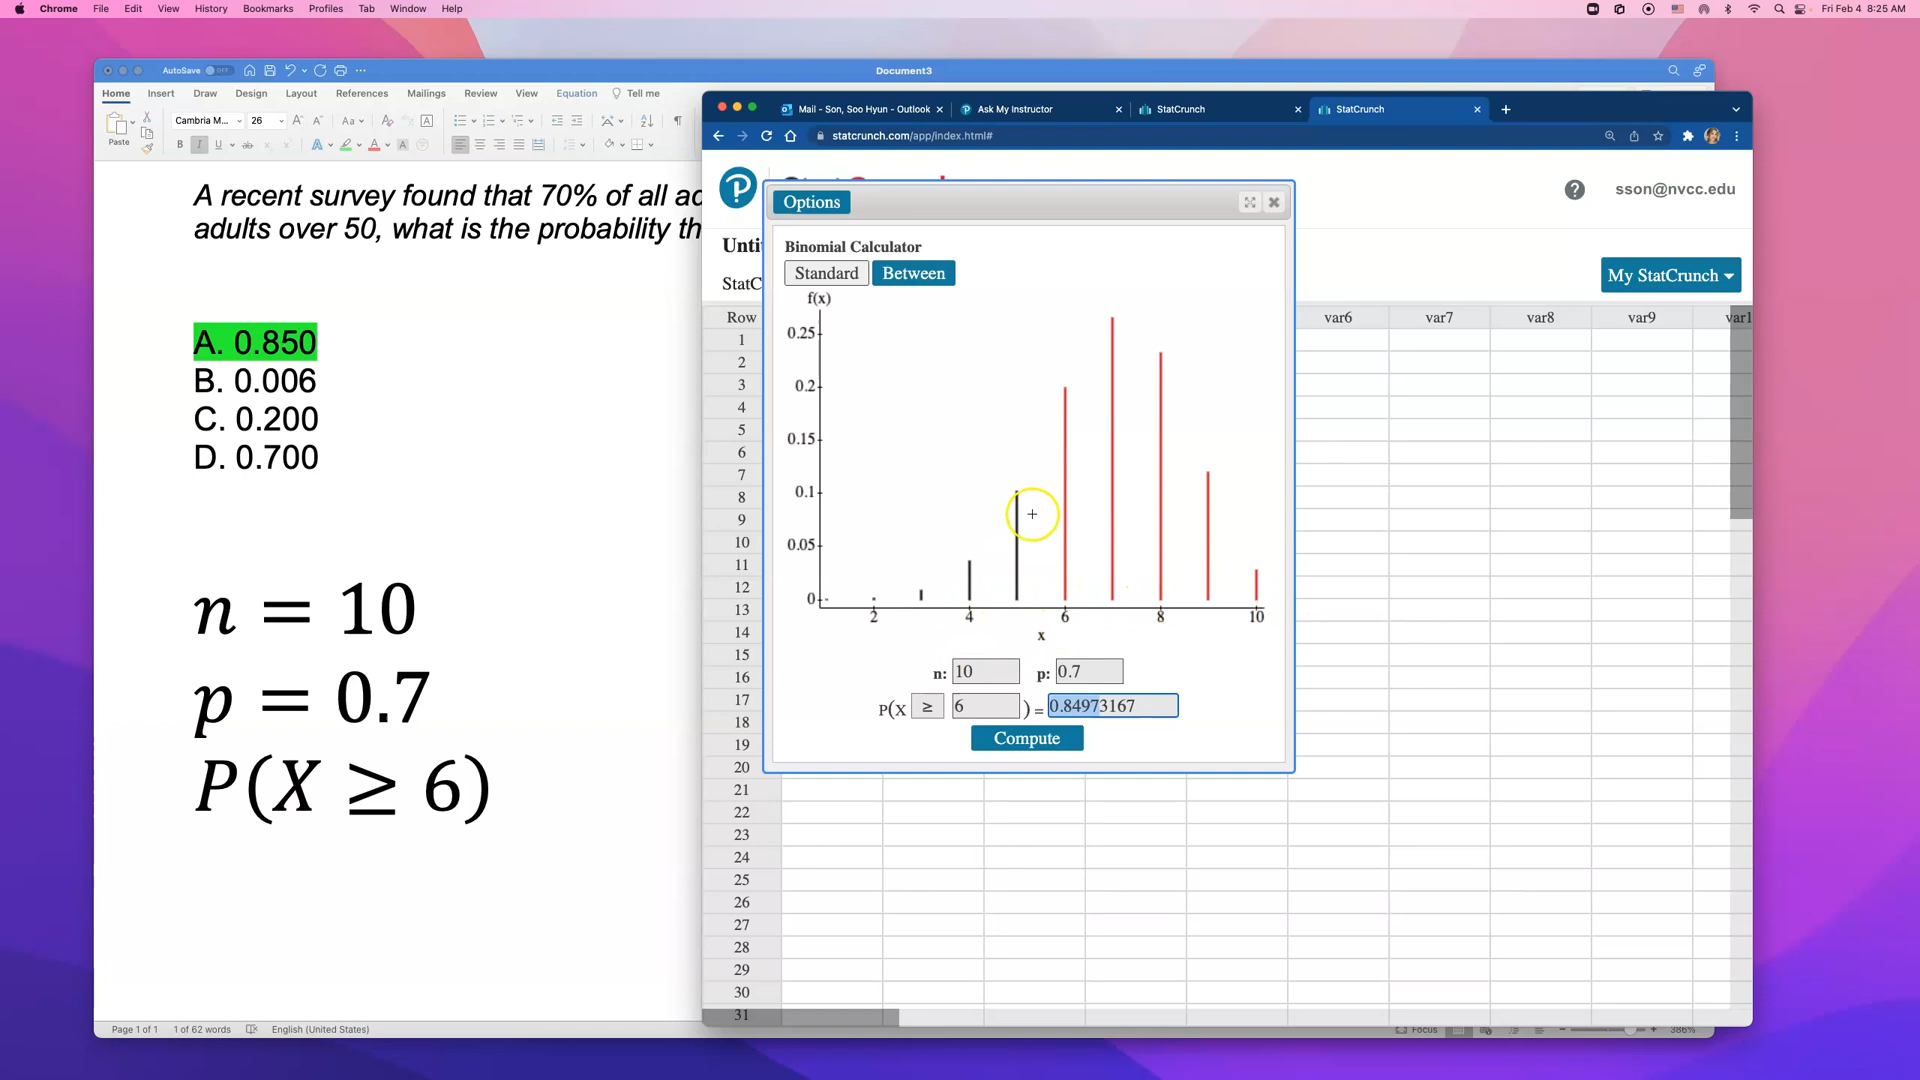 Chrome File Edit View History Bookmarks Profiles Tab Window Help Fri Feb 4 8:25 AM
AutoSave OFF Document3
Home Insert Draw Design Layout References Mailings Review View Equation Tell me
Paste Cambria M... 26
A recent survey found that 70% of all ad
adults over 50, what is the probability th
A. 0.850
B. 0.006
C. 0.200
D. 0.700
n = 10
p = 0.7
P(X ≥ 6)
Page 1 of 1 1 of 62 words English (United States)
Focus 386%
Mail - Son, Soo Hyun - Outlook Ask My Instructor StatCrunch StatCrunch
statcrunch.com/app/index.html#
sson@nvcc.edu
Unti
StatC
My StatCrunch
Options
Binomial Calculator
Standard Between
f(x)
0.25
0.2
0.15
0.1
0.05
0
2 4 6 8 10
x
n: 10 p: 0.7
P(X ≥ 6 ) = 0.84973167
Compute
Row var6 var7 var8 var9 var1
1
2
3
4
5
6
7
8
9
10
11
12
13
14
15
16
17
18
19
20
21
22
23
24
25
26
27
28
29
30
31